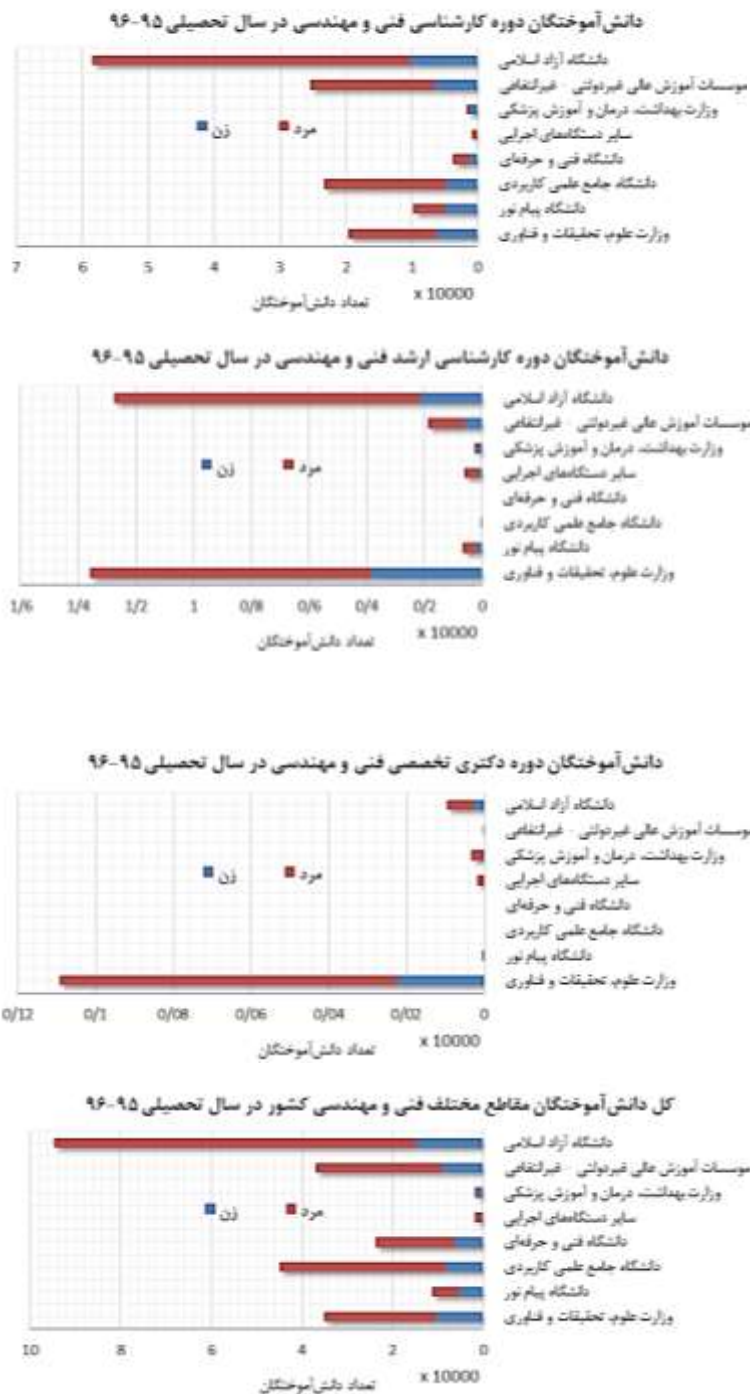 دانش‌آموختگان دوره کارشناسی فنی و مهندسی در سال تحصیلی ۹۵-۹۶
دانشگاه آزاد اسلامی
موسسات آموزش عالی غیردولتی - غیرانتفاعی
وزارت بهداشت، درمان و آموزش پزشکی
سایر دستگاه‌های اجرایی
دانشگاه فنی و حرفه‌ای
دانشگاه جامع علمی کاربردی
دانشگاه پیام نور
وزارت علوم، تحقیقات و فناوری
مرد زن
7 6 5 4 3 2 1 0
x 10000
تعداد دانش‌آموختگان
دانش‌آموختگان دوره کارشناسی ارشد فنی و مهندسی در سال تحصیلی ۹۵-۹۶
دانشگاه آزاد اسلامی
موسسات آموزش عالی غیردولتی - غیرانتفاعی
وزارت بهداشت، درمان و آموزش پزشکی
سایر دستگاه‌های اجرایی
دانشگاه فنی و حرفه‌ای
دانشگاه جامع علمی کاربردی
دانشگاه پیام نور
وزارت علوم، تحقیقات و فناوری
مرد زن
1/6 1/4 1/2 1 0/8 0/6 0/4 0/2 0
x 10000
تعداد دانش‌آموختگان
دانش‌آموختگان دوره دکتری تخصصی فنی و مهندسی در سال تحصیلی ۹۵-۹۶
دانشگاه آزاد اسلامی
موسسات آموزش عالی غیردولتی - غیرانتفاعی
وزارت بهداشت، درمان و آموزش پزشکی
سایر دستگاه‌های اجرایی
دانشگاه فنی و حرفه‌ای
دانشگاه جامع علمی کاربردی
دانشگاه پیام نور
وزارت علوم، تحقیقات و فناوری
مرد زن
0/12 0/1 0/08 0/06 0/04 0/02 0
x 10000
تعداد دانش‌آموختگان
کل دانش‌آموختگان مقاطع مختلف فنی و مهندسی کشور در سال تحصیلی ۹۵-۹۶
دانشگاه آزاد اسلامی
موسسات آموزش عالی غیردولتی - غیرانتفاعی
وزارت بهداشت، درمان و آموزش پزشکی
سایر دستگاه‌های اجرایی
دانشگاه فنی و حرفه‌ای
دانشگاه جامع علمی کاربردی
دانشگاه پیام نور
وزارت علوم، تحقیقات و فناوری
مرد زن
10 8 6 4 2 0
x 10000
تعداد دانش‌آموختگان